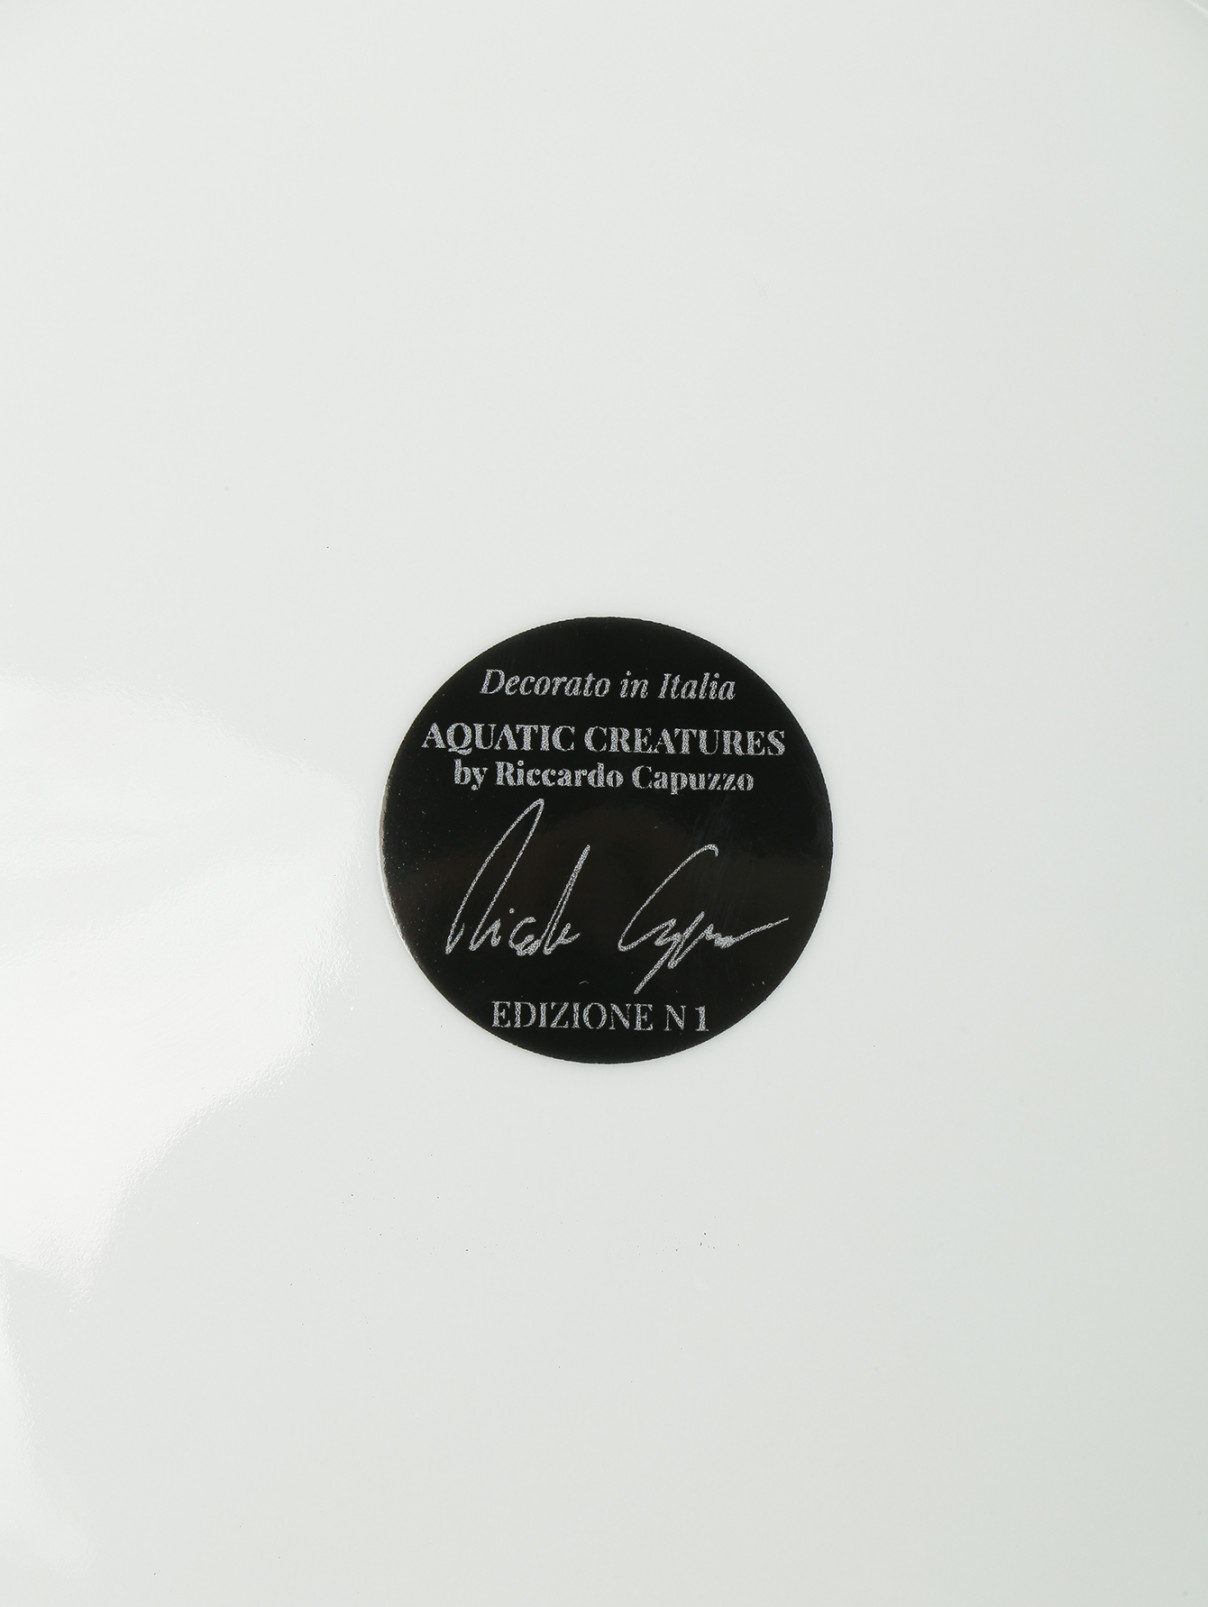 Decorato in Italia
AQUATIC CREATURES
by Riccardo Capuzzo
EDIZIONE N 1